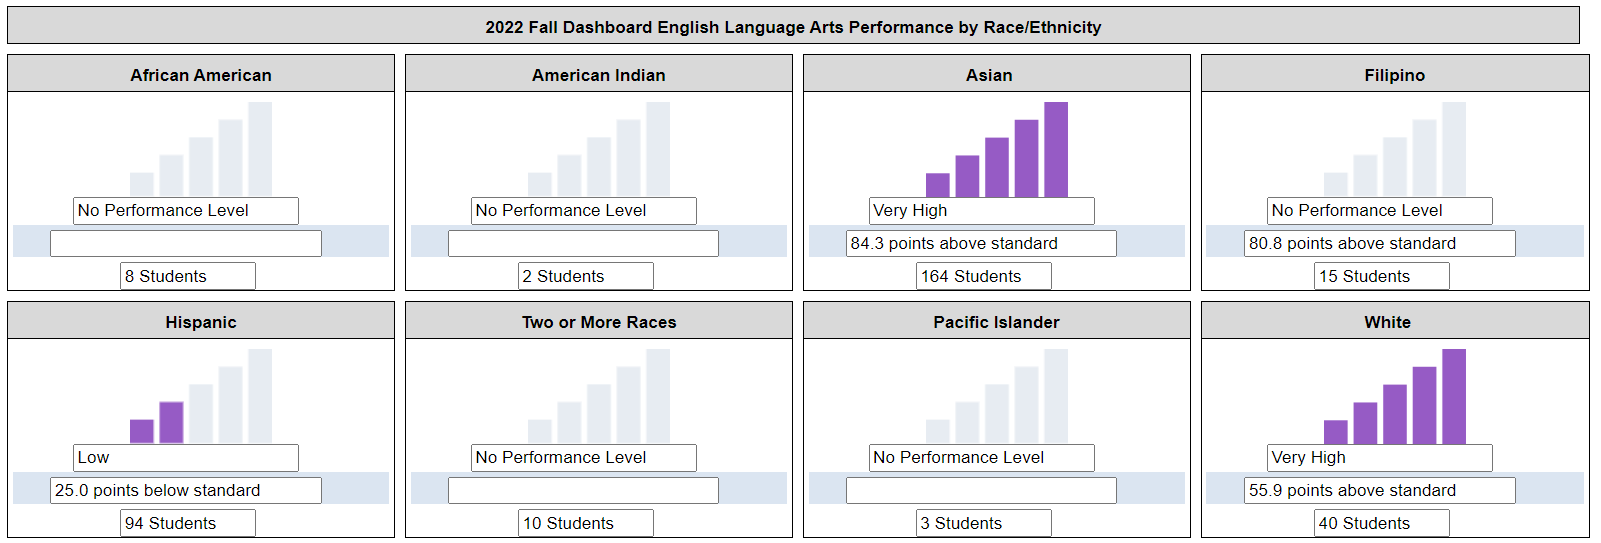 2022 Fall Dashboard English Language Arts Performance by Race/Ethnicity
African American
No Performance Level
8 Students
American Indian
No Performance Level
2 Students
Asian
Very High
84.3 points above standard
164 Students
Filipino
No Performance Level
80.8 points above standard
15 Students
Hispanic
Low
25.0 points below standard
94 Students
Two or More Races
No Performance Level
10 Students
Pacific Islander
No Performance Level
3 Students
White
Very High
55.9 points above standard
40 Students